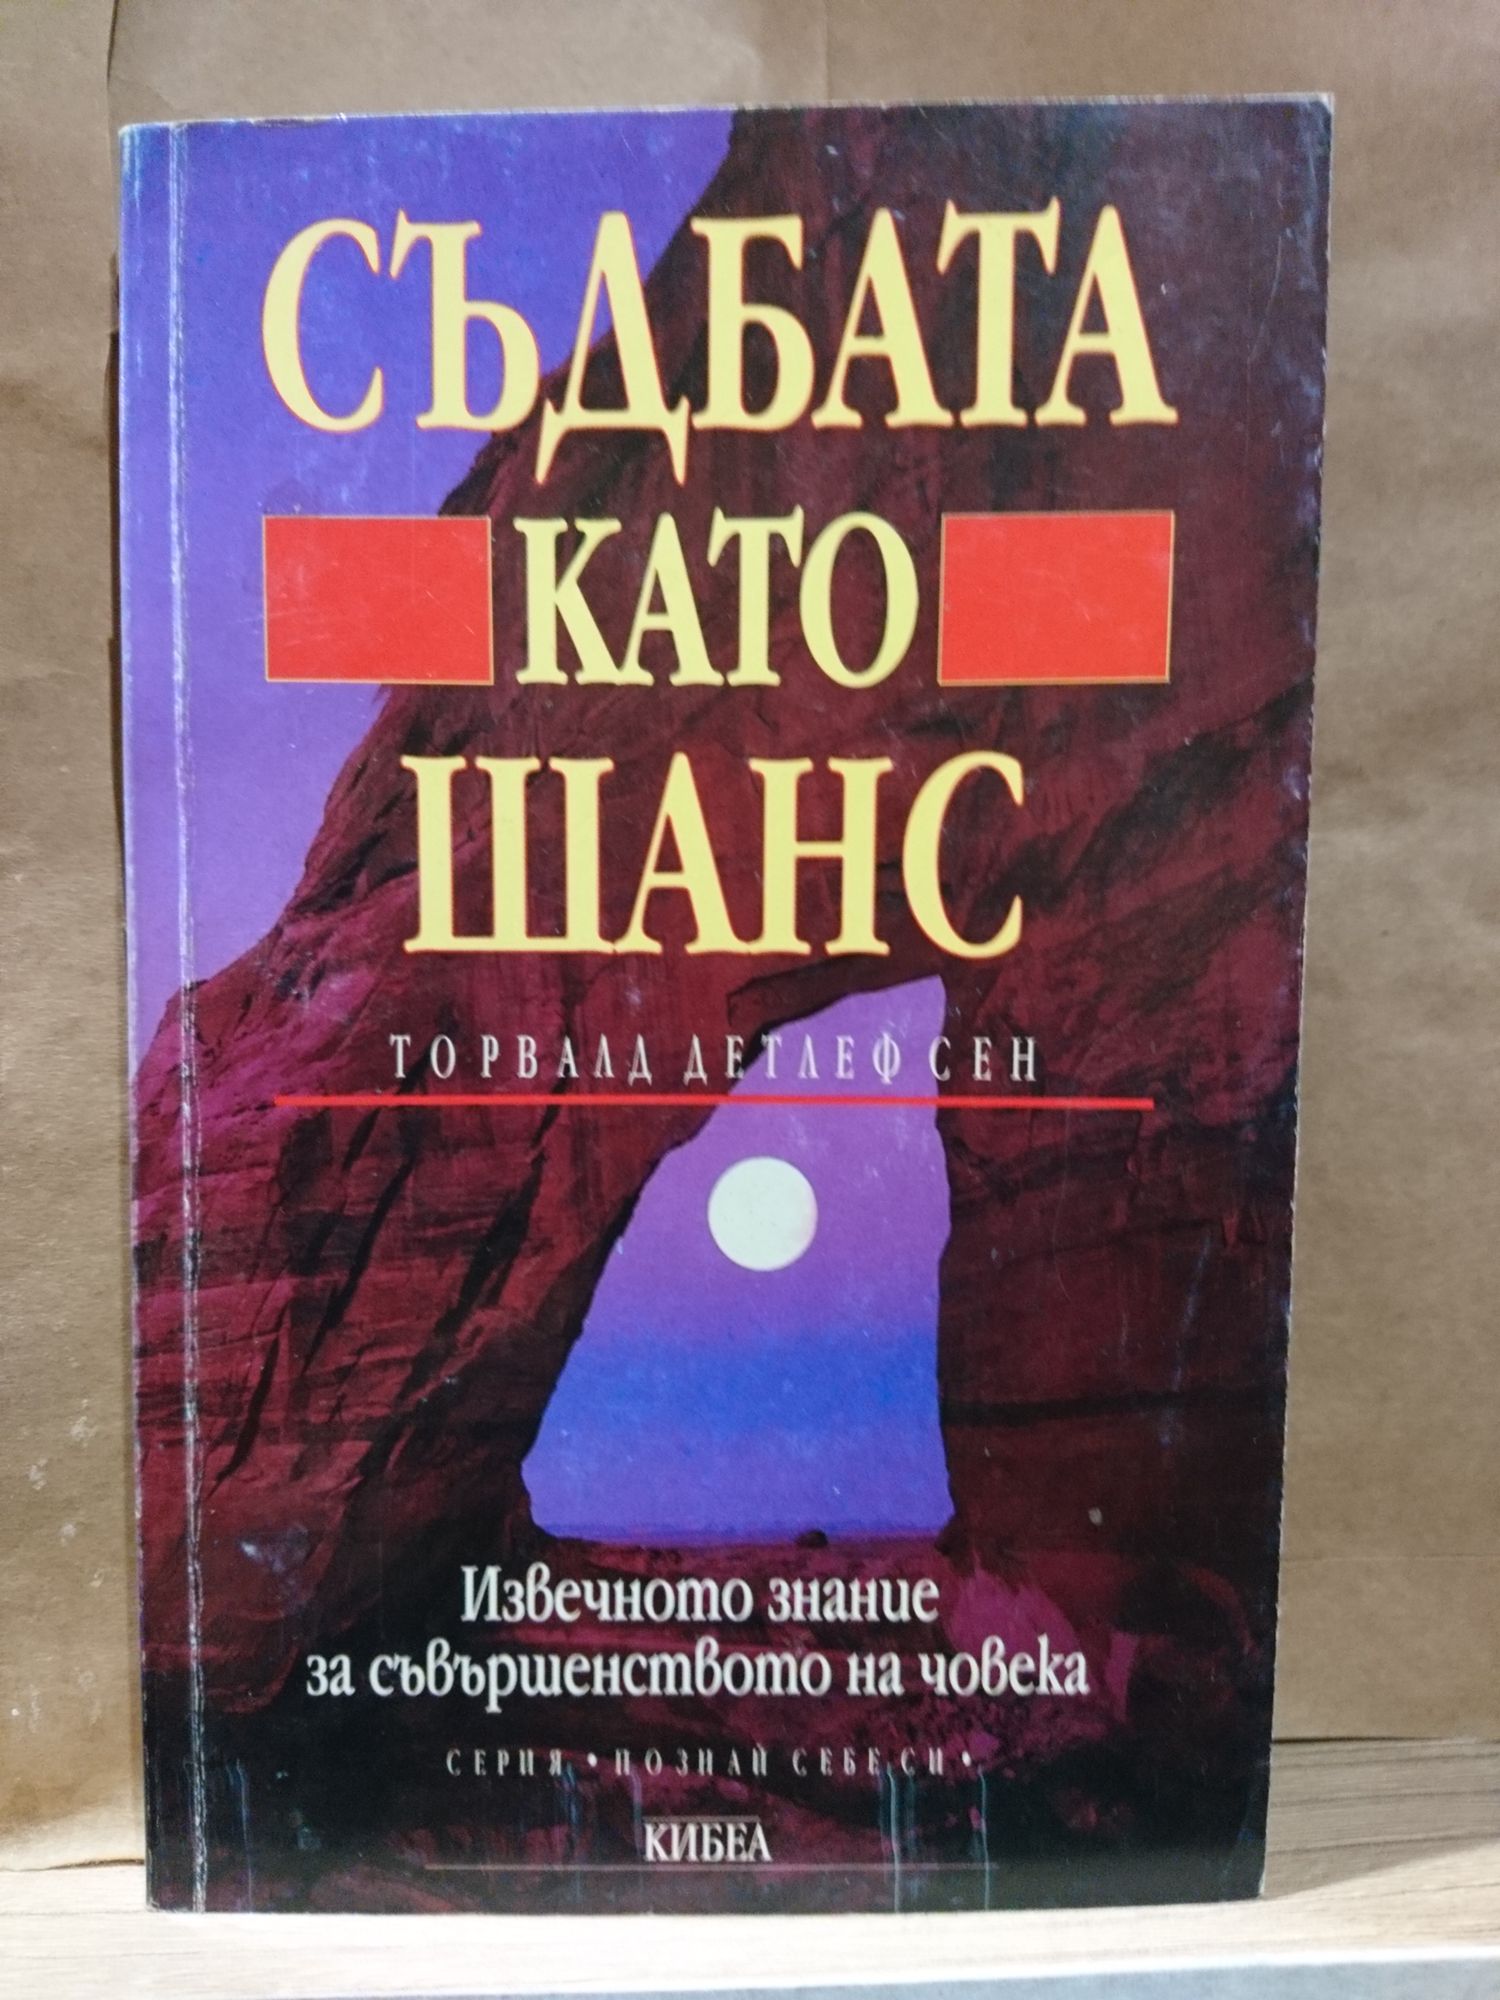 СЪДБАТА
КАТО
ШАНС
ТОРВАЛД ДЕТЛЕФСЕН
Извечното знание
за съвършенството на човека
СЕРИЯ • ПОЗНАЙ СЕБЕ СИ •
КИБЕА